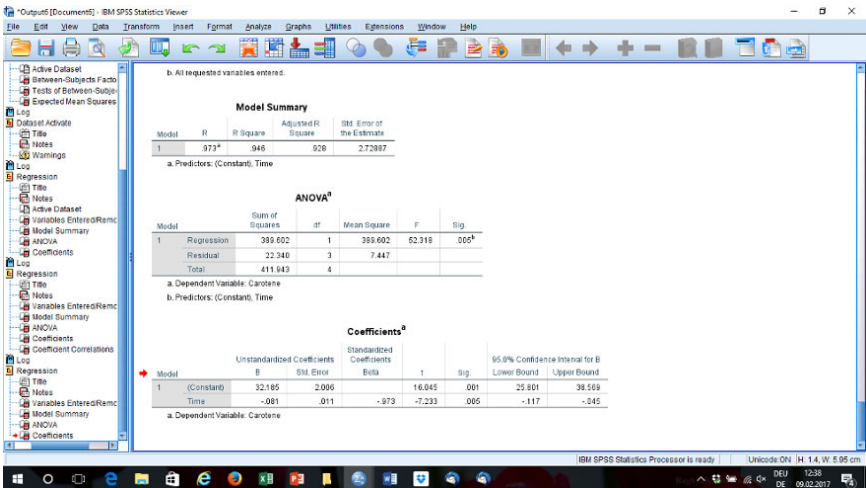 *Output6 [Document6] - IBM SPSS Statistics Viewer
File Edit View Data Transform Insert Format Analyze Graphs Utilities Extensions Window Help
Active Dataset
Between-Subjects Facto
Tests of Between-Subje
Expected Mean Squares
Log
Dataset Activate
Title
Notes
Warnings
Log
Regression
Title
Notes
Active Dataset
Variables Entered/Remo
Model Summary
ANOVA
Coefficients
Log
Regression
Title
Notes
Variables Entered/Remo
Model Summary
ANOVA
Coefficients
Coefficient Correlations
Log
Regression
Title
Notes
Variables Entered/Remo
Model Summary
ANOVA
Coefficients
b. All requested variables entered.
Model Summary
Model R R Square Adjusted R Square Std. Error of the Estimate
1 .973a .946 .928 2.72887
a. Predictors: (Constant), Time
ANOVAa
Model Sum of Squares df Mean Square F Sig.
1 Regression 389.602 1 389.602 52.318 .005b
Residual 22.340 3 7.447
Total 411.943 4
a. Dependent Variable: Carotene
b. Predictors: (Constant), Time
Coefficientsa
Unstandardized Coefficients Standardized Coefficients 95.0% Confidence Interval for B
Model B Std. Error Beta t Sig. Lower Bound Upper Bound
1 (Constant) 32.185 2.006 16.045 .001 25.801 38.569
Time -.081 .011 -.973 -7.233 .005 -.117 -.045
a. Dependent Variable: Carotene
IBM SPSS Statistics Processor is ready Unicode:ON H: 1.4, W: 5.95 cm
DEU 12:38
DE 09.02.2017